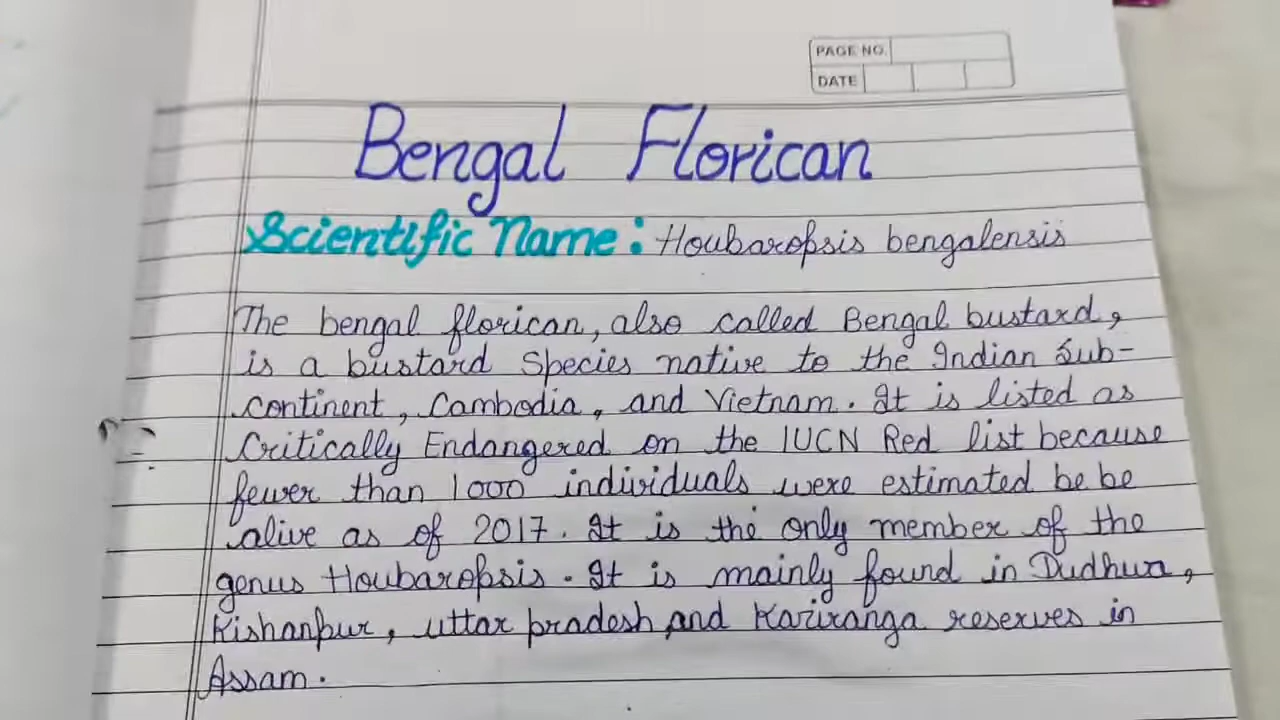 PAGE NO.
DATE
Bengal Florican
Scientific Name: Houbaropsis bengalensis
The bengal florican, also called Bengal bustard,
is a bustard Species native to the Indian Sub-
continent, Cambodia, and Vietnam. It is listed as
Critically Endangered on the IUCN Red list because
fewer than 1000 individuals were estimated be be
alive as of 2017. It is the only member of the
genus Houbaropsis. It is mainly found in Dudhwa,
Kishanpur, uttar pradesh and Kaziranga reserves in
Assam.